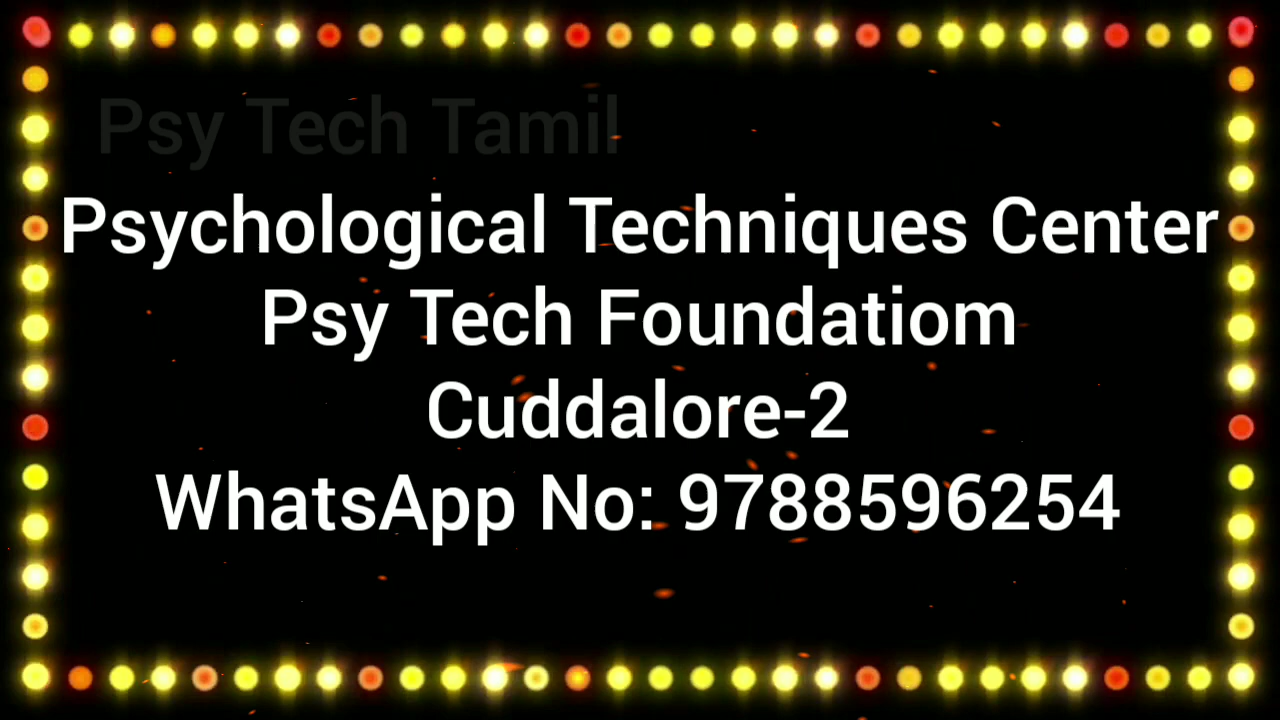 Psy Tech Tamil
Psychological Techniques Center
Psy Tech Foundatiom
Cuddalore-2
WhatsApp No: 9788596254